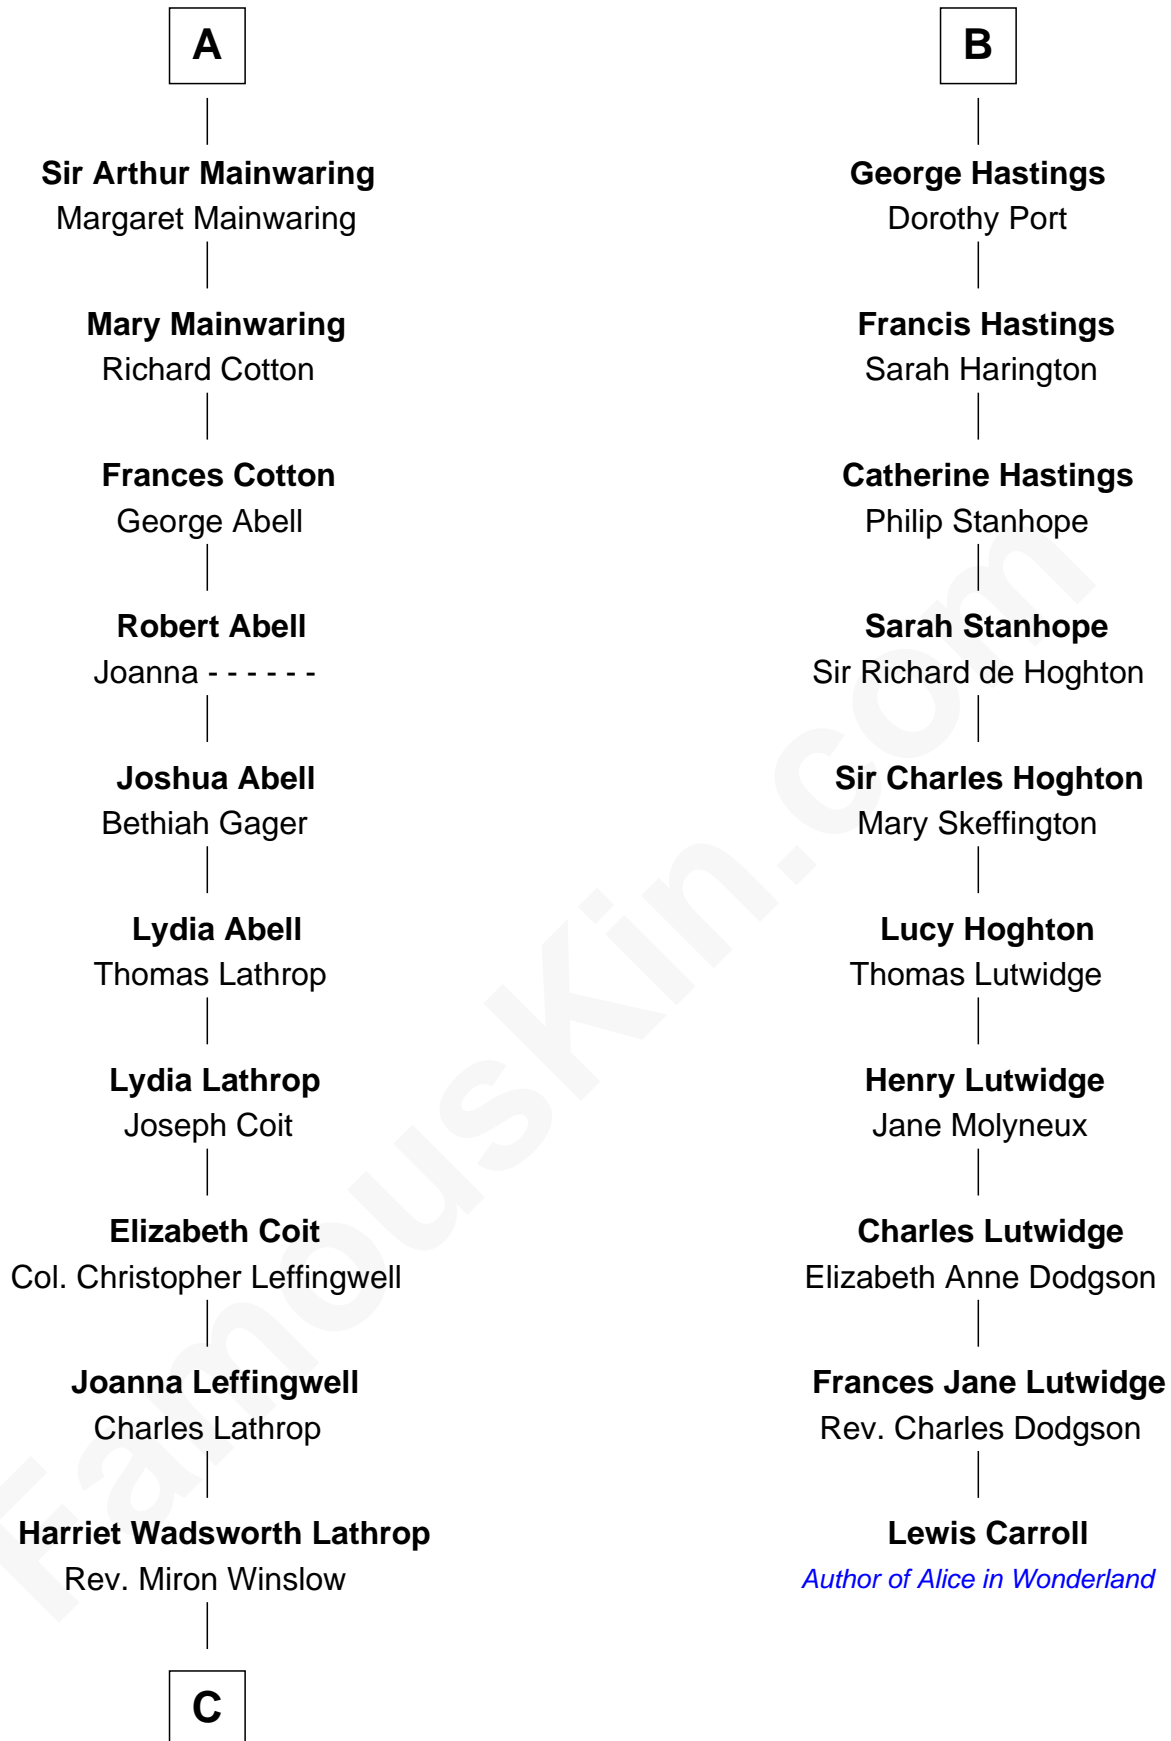 A
Sir Arthur Mainwaring
Margaret Mainwaring
Mary Mainwaring
Richard Cotton
Frances Cotton
George Abell
Robert Abell
Joanna - - - - - -
Joshua Abell
Bethiah Gager
Lydia Abell
Thomas Lathrop
Lydia Lathrop
Joseph Coit
Elizabeth Coit
Col. Christopher Leffingwell
Joanna Leffingwell
Charles Lathrop
Harriet Wadsworth Lathrop
Rev. Miron Winslow
C
B
George Hastings
Dorothy Port
Francis Hastings
Sarah Harington
Catherine Hastings
Philip Stanhope
Sarah Stanhope
Sir Richard de Hoghton
Sir Charles Hoghton
Mary Skeffington
Lucy Hoghton
Thomas Lutwidge
Henry Lutwidge
Jane Molyneux
Charles Lutwidge
Elizabeth Anne Dodgson
Frances Jane Lutwidge
Rev. Charles Dodgson
Lewis Carroll
Author of Alice in Wonderland
FamousKin.com